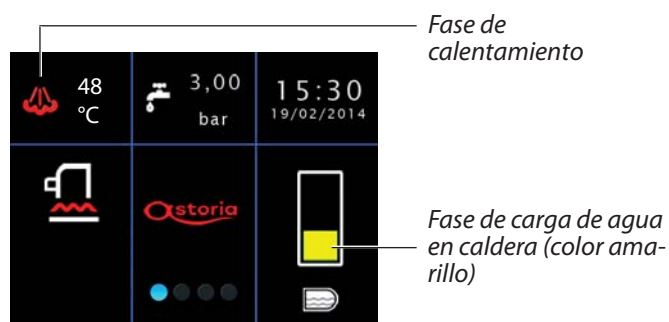 Fase de
calentamiento
48
°C
3,00
bar
15:30
19/02/2014
astoria
Fase de carga de agua
en caldera (color ama-
rillo)